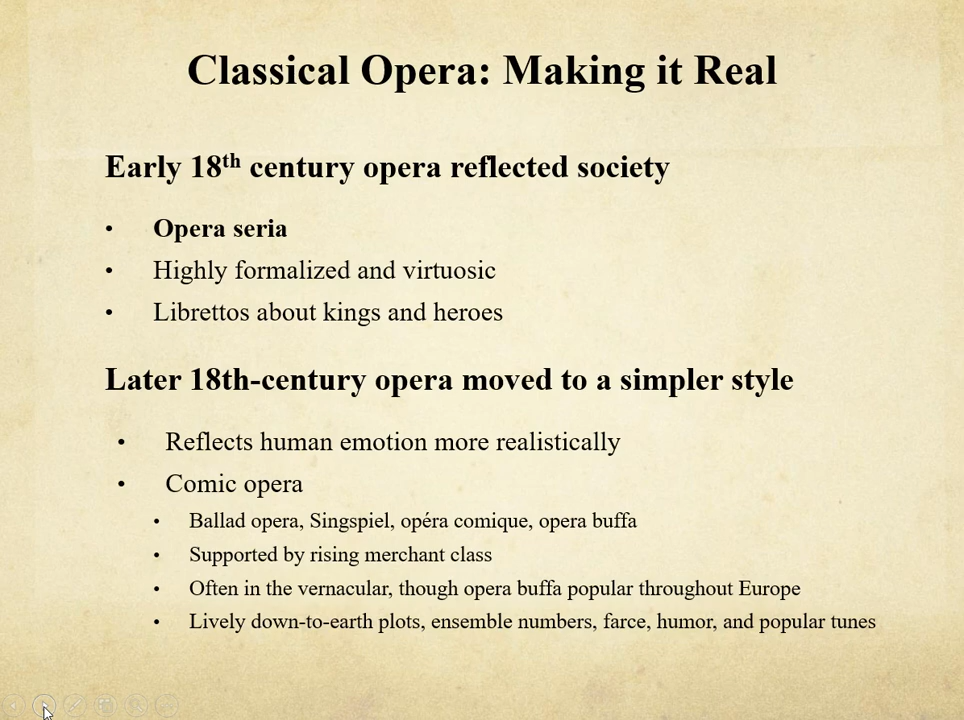 Classical Opera: Making it Real
Early 18th century opera reflected society
• Opera seria
• Highly formalized and virtuosic
• Librettos about kings and heroes
Later 18th-century opera moved to a simpler style
• Reflects human emotion more realistically
• Comic opera
• Ballad opera, Singspiel, opéra comique, opera buffa
• Supported by rising merchant class
• Often in the vernacular, though opera buffa popular throughout Europe
• Lively down-to-earth plots, ensemble numbers, farce, humor, and popular tunes